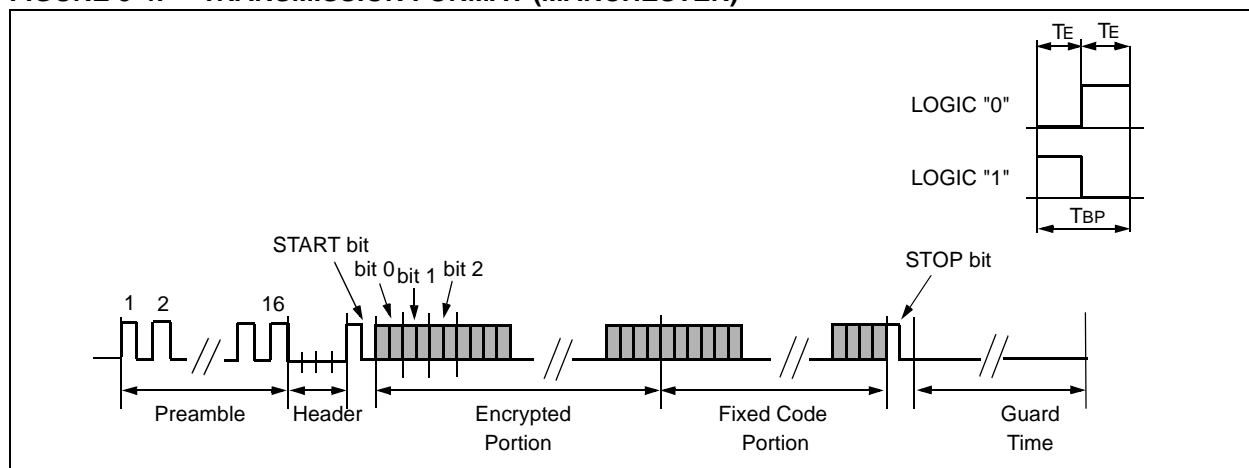 TE TE
LOGIC "0"
LOGIC "1"
TBP
START bit
bit 0 bit 1 bit 2
STOP bit
1 2 16
Preamble Header Encrypted Portion Fixed Code Portion Guard Time